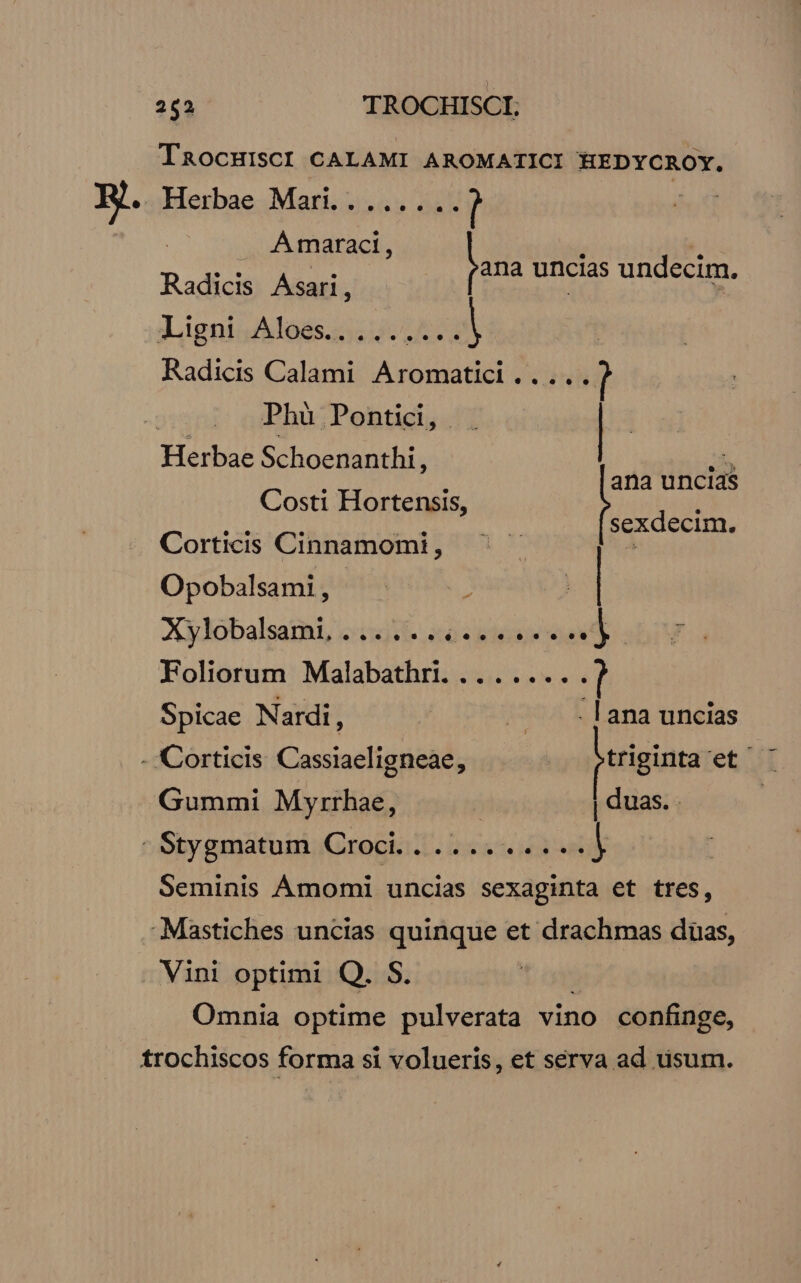 252 TROCHISCI.
TROCHISCI CALAMI AROMATICI HEDYCROY.
℞. Herbae Mari. . . . . . . .
Amaraci,
ana uncias undecim.
Radicis Asari,
Ligni Aloes. . . . . . . . . .
Radicis Calami Aromatici . . . . .
Phù Pontici,
Herbae Schoenanthi,
ana uncias
Costi Hortensis,
sexdecim.
Corticis Cinnamomi,
Opobalsami,
Xylobalsami. . . . . . . . . . . . . . . .
Foliorum Malabathri. . . . . . . . .
Spicae Nardi, ana uncias
Corticis Cassiaeligneae, triginta et
Gummi Myrrhae, duas.
Stygmatum Croci. . . . . . . . . . .
Seminis Amomi uncias sexaginta et tres,
Mastiches uncias quinque et drachmas duas,
Vini optimi Q. S.
Omnia optime pulverata vino confinge,
trochiscos forma si volueris, et serva ad usum.